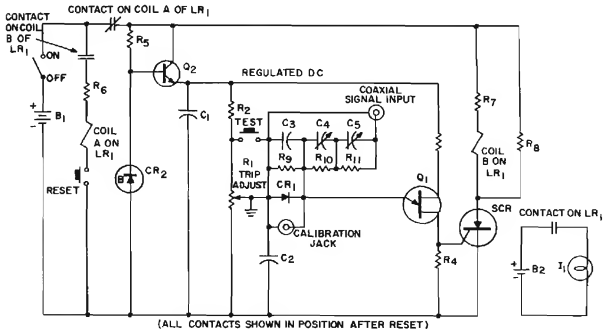 CONTACT
ON COIL
B OF
LR1
CONTACT ON COIL A OF LR1
ON
OFF
B1
R6
COIL
A ON
LR1
RESET
R5
Q2
CR2
B
C1
REGULATED DC
R2
TEST
R1
TRIP
ADJUST
COAXIAL
SIGNAL INPUT
C3
C4
C5
R9
R10
R11
CR1
CALIBRATION
JACK
C2
Q1
R4
R7
COIL
B ON
LR1
R8
SCR
CONTACT ON LR1
B2
I1
(ALL CONTACTS SHOWN IN POSITION AFTER RESET)